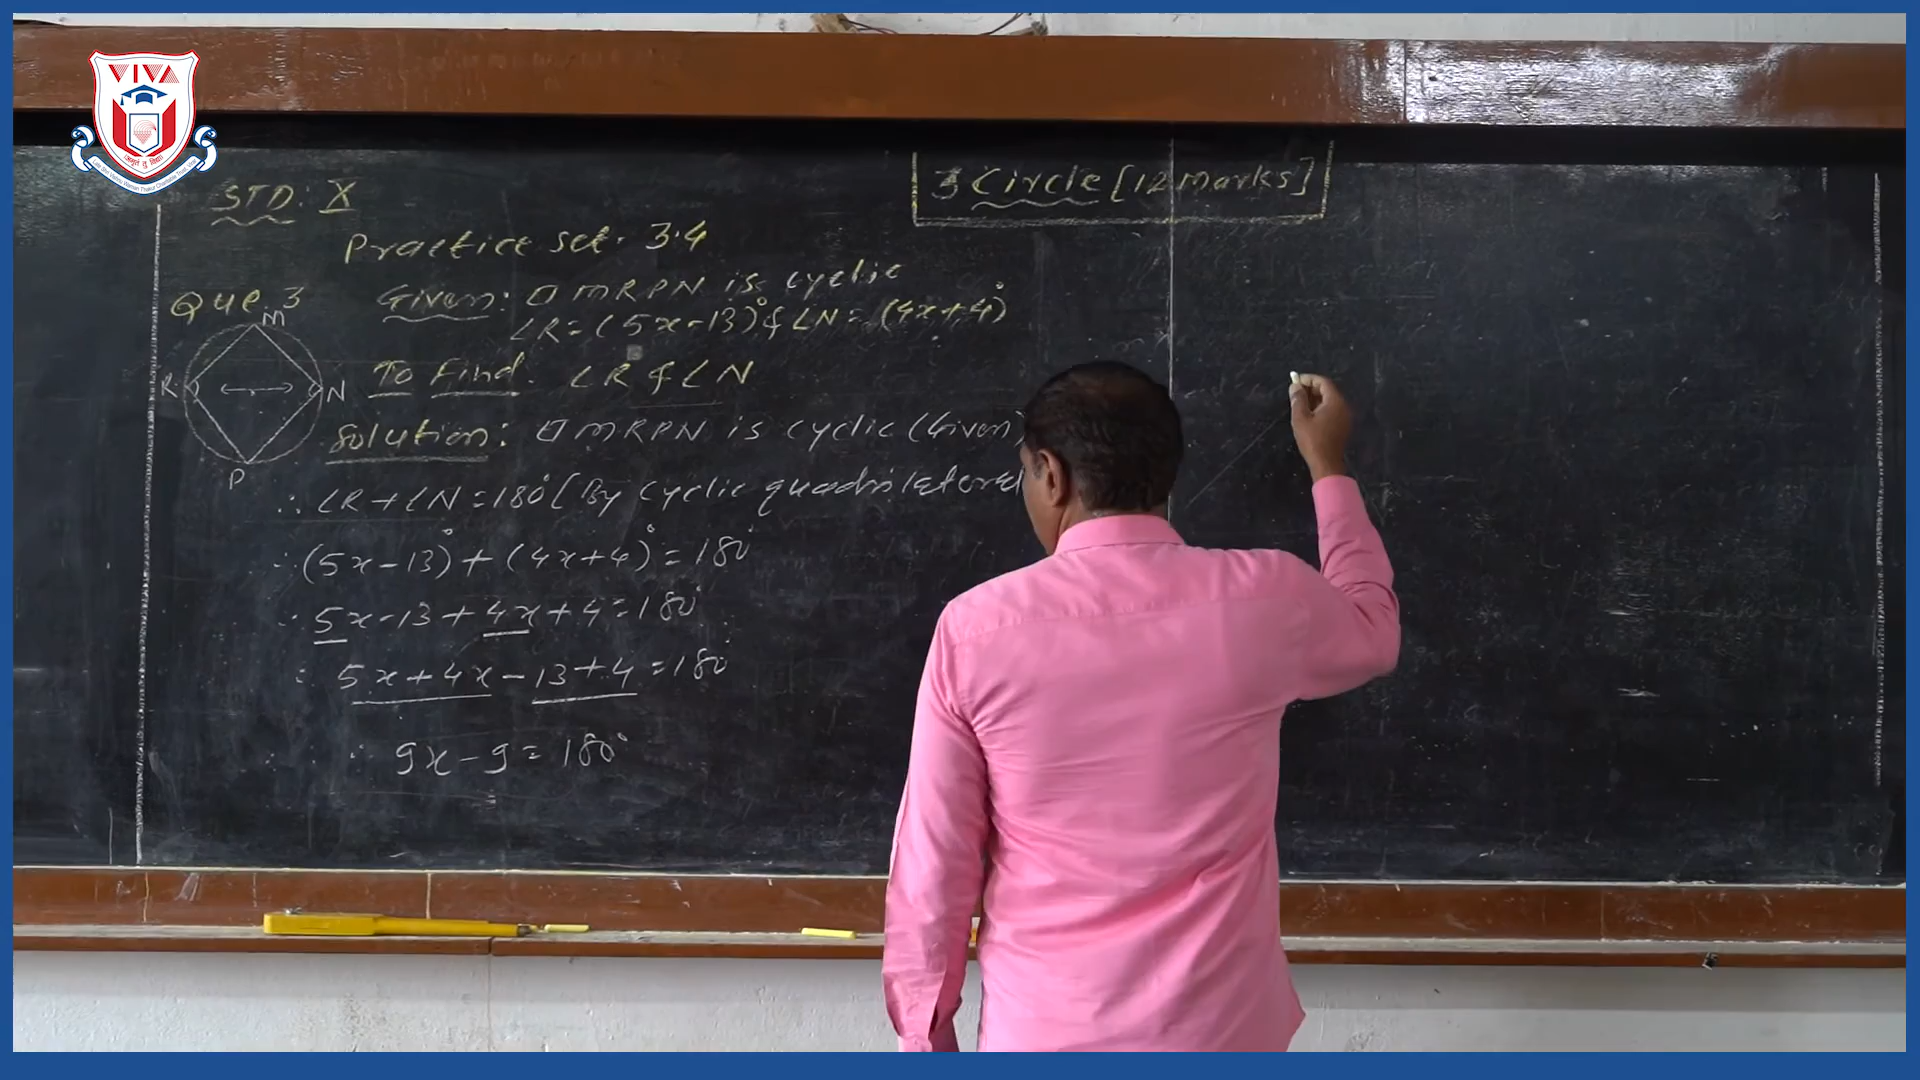 VIVA
STD: X
3 Circle [12 Marks]
Practice set. 3.4
Que. 3
Given: □ MRPN is cyclic
∠R = (5x-13)° & ∠N = (4x+4)°
M
R
N
P
To Find. ∠R & ∠N
Solution: □ MRPN is cyclic (Given)
∴ ∠R + ∠N = 180° [By cyclic quadrilateral
∴ (5x-13)° + (4x+4)° = 180°
∴ 5x-13 + 4x + 4 = 180°
∴ 5x + 4x - 13 + 4 = 180°
∴ 9x - 9 = 180°